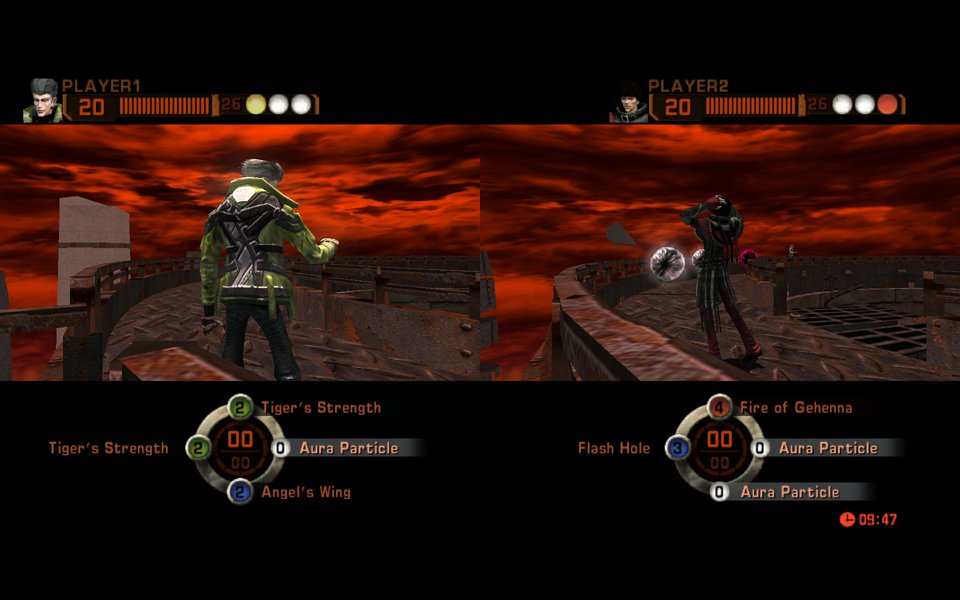 PLAYER1
20 26
PLAYER2
20 26
2 Tiger's Strength
Tiger's Strength 2 00 0 Aura Particle
00
2 Angel's Wing
4 Fire of Gehenna
Flash Hole 3 00 0 Aura Particle
00
0 Aura Particle
09:47